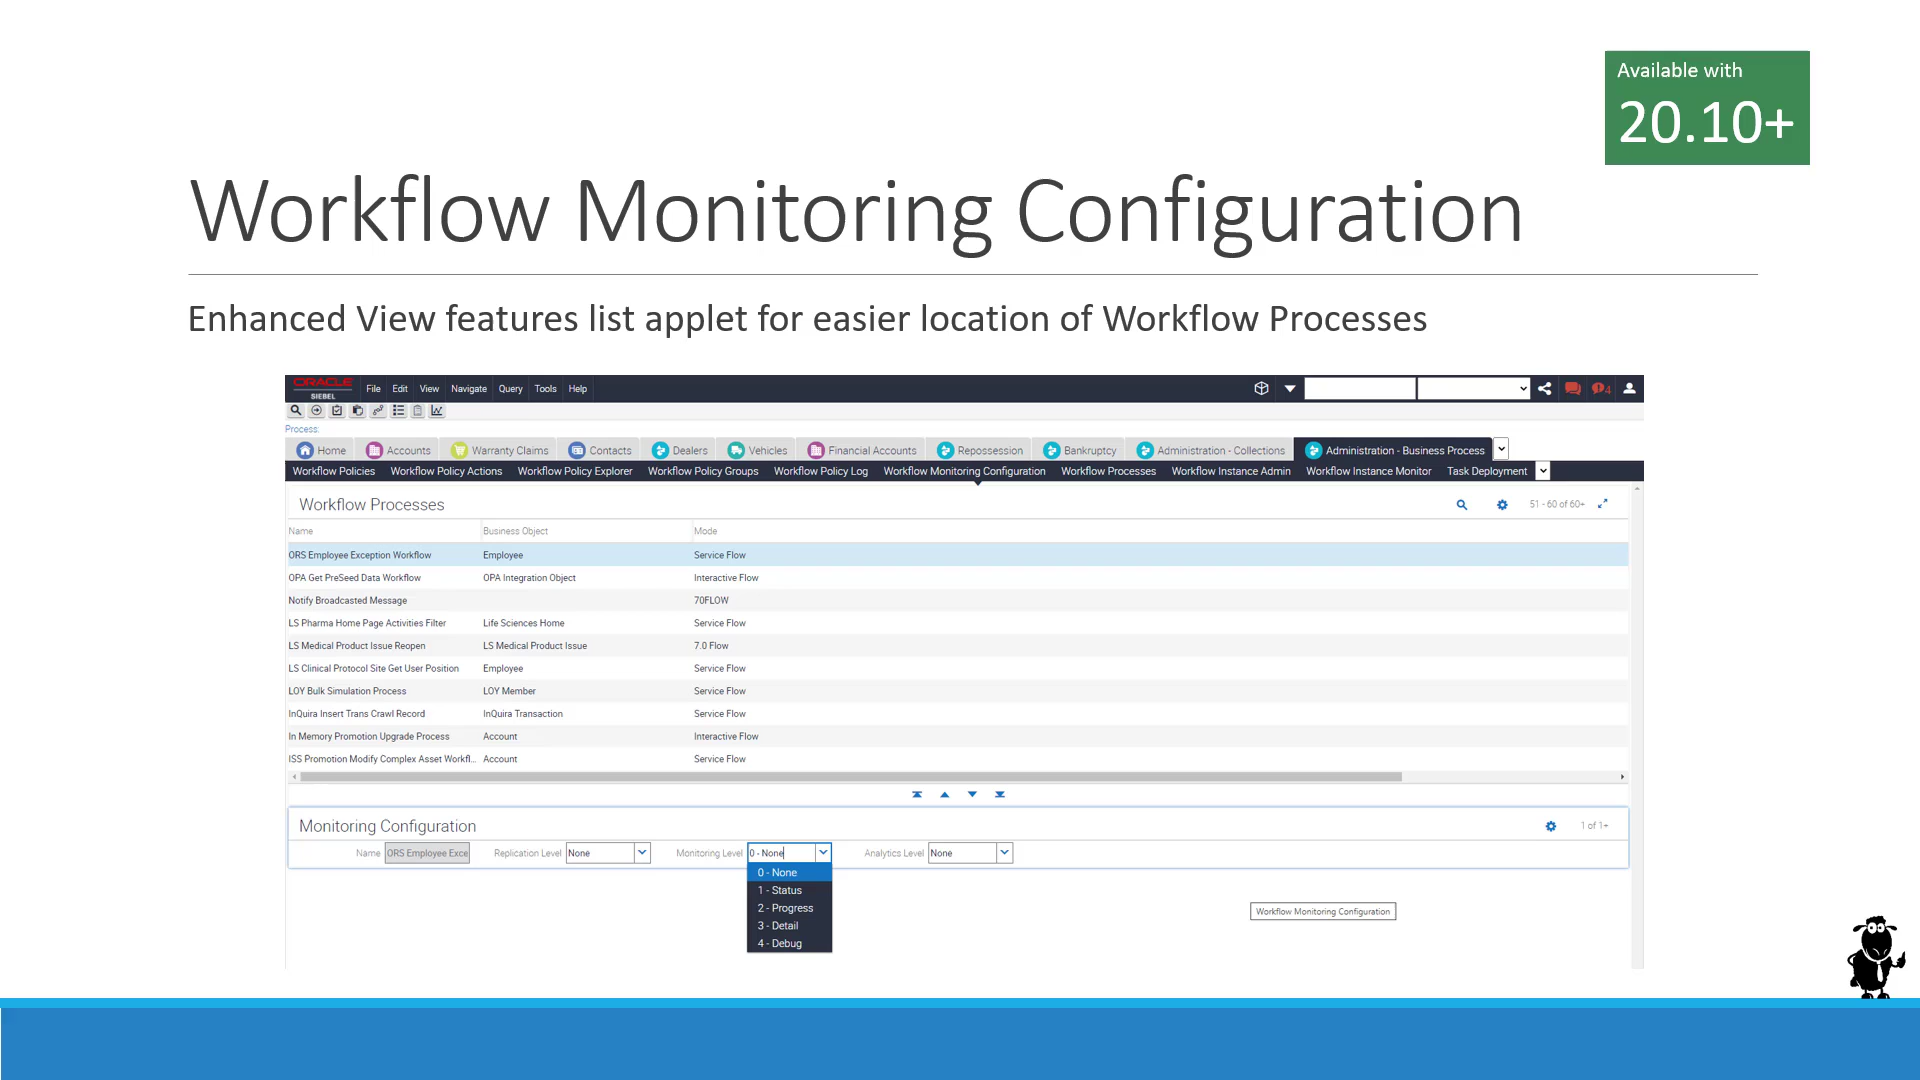 Available with
20.10+
Workflow Monitoring Configuration
Enhanced View features list applet for easier location of Workflow Processes
ORACLE
SIEBEL
File Edit View Navigate Query Tools Help
4
Process:
Home Accounts Warranty Claims Contacts Dealers Vehicles Financial Accounts Repossession Bankruptcy Administration - Collections Administration - Business Process
Workflow Policies Workflow Policy Actions Workflow Policy Explorer Workflow Policy Groups Workflow Policy Log Workflow Monitoring Configuration Workflow Processes Workflow Instance Admin Workflow Instance Monitor Task Deployment
Workflow Processes 51 - 60 of 60+
Name Business Object Mode
ORS Employee Exception Workflow Employee Service Flow
OPA Get PreSeed Data Workflow OPA Integration Object Interactive Flow
Notify Broadcasted Message 70FLOW
LS Pharma Home Page Activities Filter Life Sciences Home Service Flow
LS Medical Product Issue Reopen LS Medical Product Issue 7.0 Flow
LS Clinical Protocol Site Get User Position Employee Service Flow
LOY Bulk Simulation Process LOY Member Service Flow
InQuira Insert Trans Crawl Record InQuira Transaction Service Flow
In Memory Promotion Upgrade Process Account Interactive Flow
ISS Promotion Modify Complex Asset Workfl... Account Service Flow
Monitoring Configuration 1 of 1+
Name ORS Employee Exce Replication Level None Monitoring Level 0 - None Analytics Level None
0 - None
1 - Status
2 - Progress
3 - Detail
4 - Debug
Workflow Monitoring Configuration